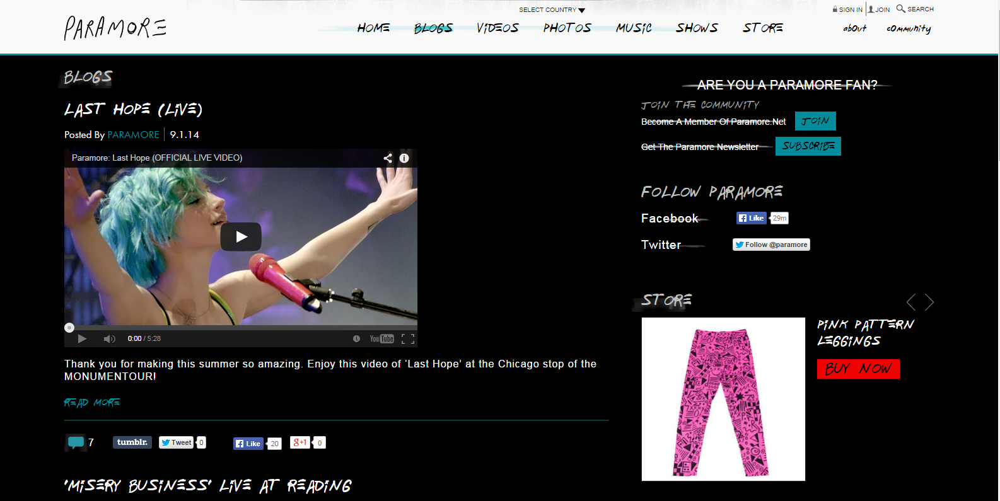 SELECT COUNTRY
SIGN IN JOIN SEARCH
PARAMORE
HOME BLOGS VIDEOS PHOTOS MUSIC SHOWS STORE about community
BLOGS
LAST HOPE (LIVE)
Posted By PARAMORE 9.1.14
Paramore: Last Hope (OFFICIAL LIVE VIDEO)
0:00 / 5:28 YouTube
Thank you for making this summer so amazing. Enjoy this video of ‘Last Hope’ at the Chicago stop of the
MONUMENTOUR!
READ MORE
7 tumblr. Tweet 0 Like 20 g+1 0
'MISERY BUSINESS' LIVE AT READING
ARE YOU A PARAMORE FAN?
JOIN THE COMMUNITY
Become A Member Of Paramore.Net JOIN
Get The Paramore Newsletter SUBSCRIBE
FOLLOW PARAMORE
Facebook Like 29m
Twitter Follow @paramore
STORE
PINK PATTERN
LEGGINGS
BUY NOW